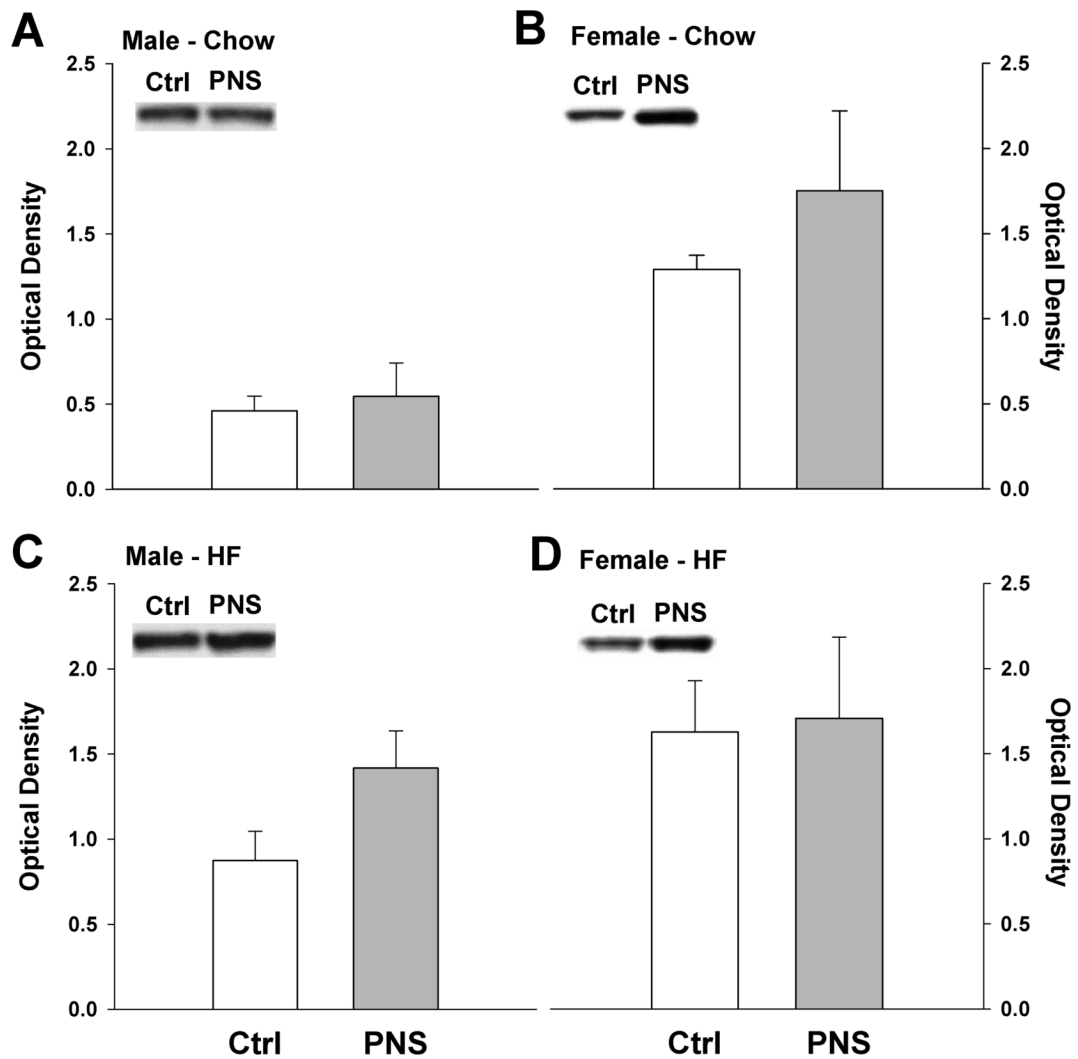 A
Male - Chow
Ctrl PNS
2.5
2.0
1.5
1.0
0.5
0.0
Optical Density
B
Female - Chow
Ctrl PNS
2.5
2.0
1.5
1.0
0.5
0.0
Optical Density
C
Male - HF
Ctrl PNS
2.5
2.0
1.5
1.0
0.5
0.0
Optical Density
Ctrl PNS
D
Female - HF
Ctrl PNS
2.5
2.0
1.5
1.0
0.5
0.0
Optical Density
Ctrl PNS